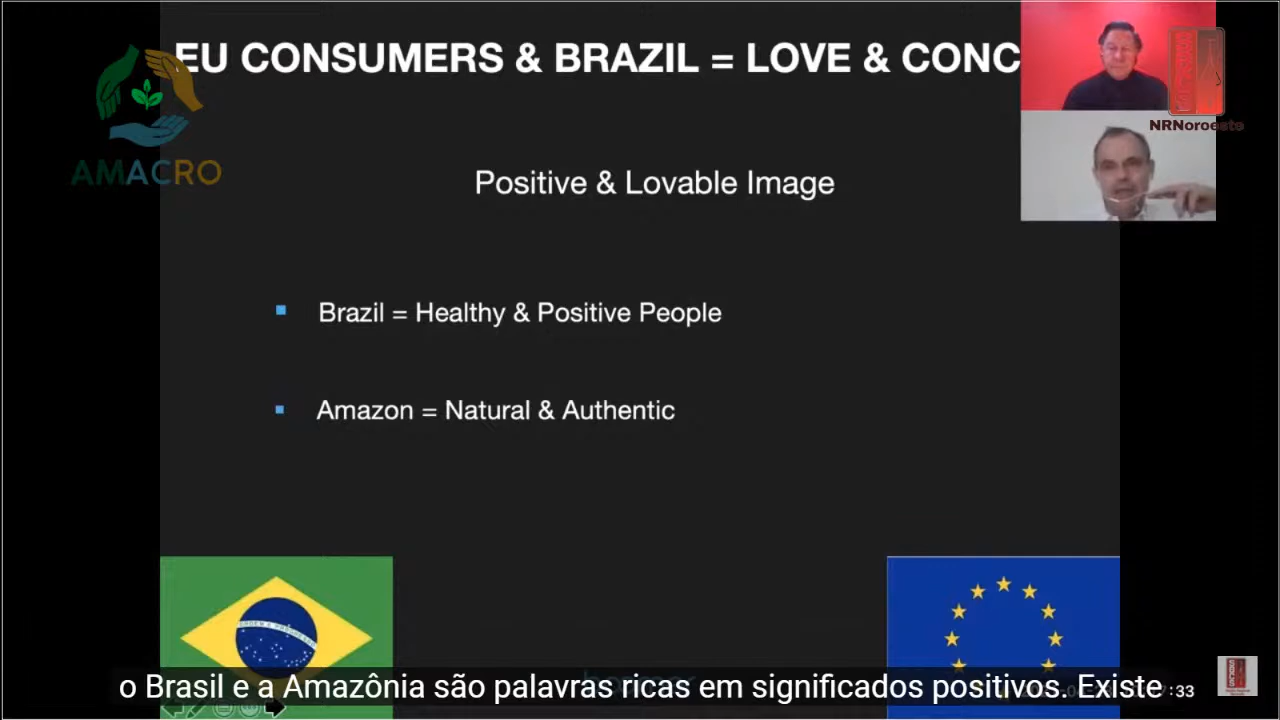 EU CONSUMERS & BRAZIL = LOVE & CONC
AMACRO
NRNoroeste
Positive & Lovable Image
Brazil = Healthy & Positive People
Amazon = Natural & Authentic
o Brasil e a Amazônia são palavras ricas em significados positivos. Existe
:33